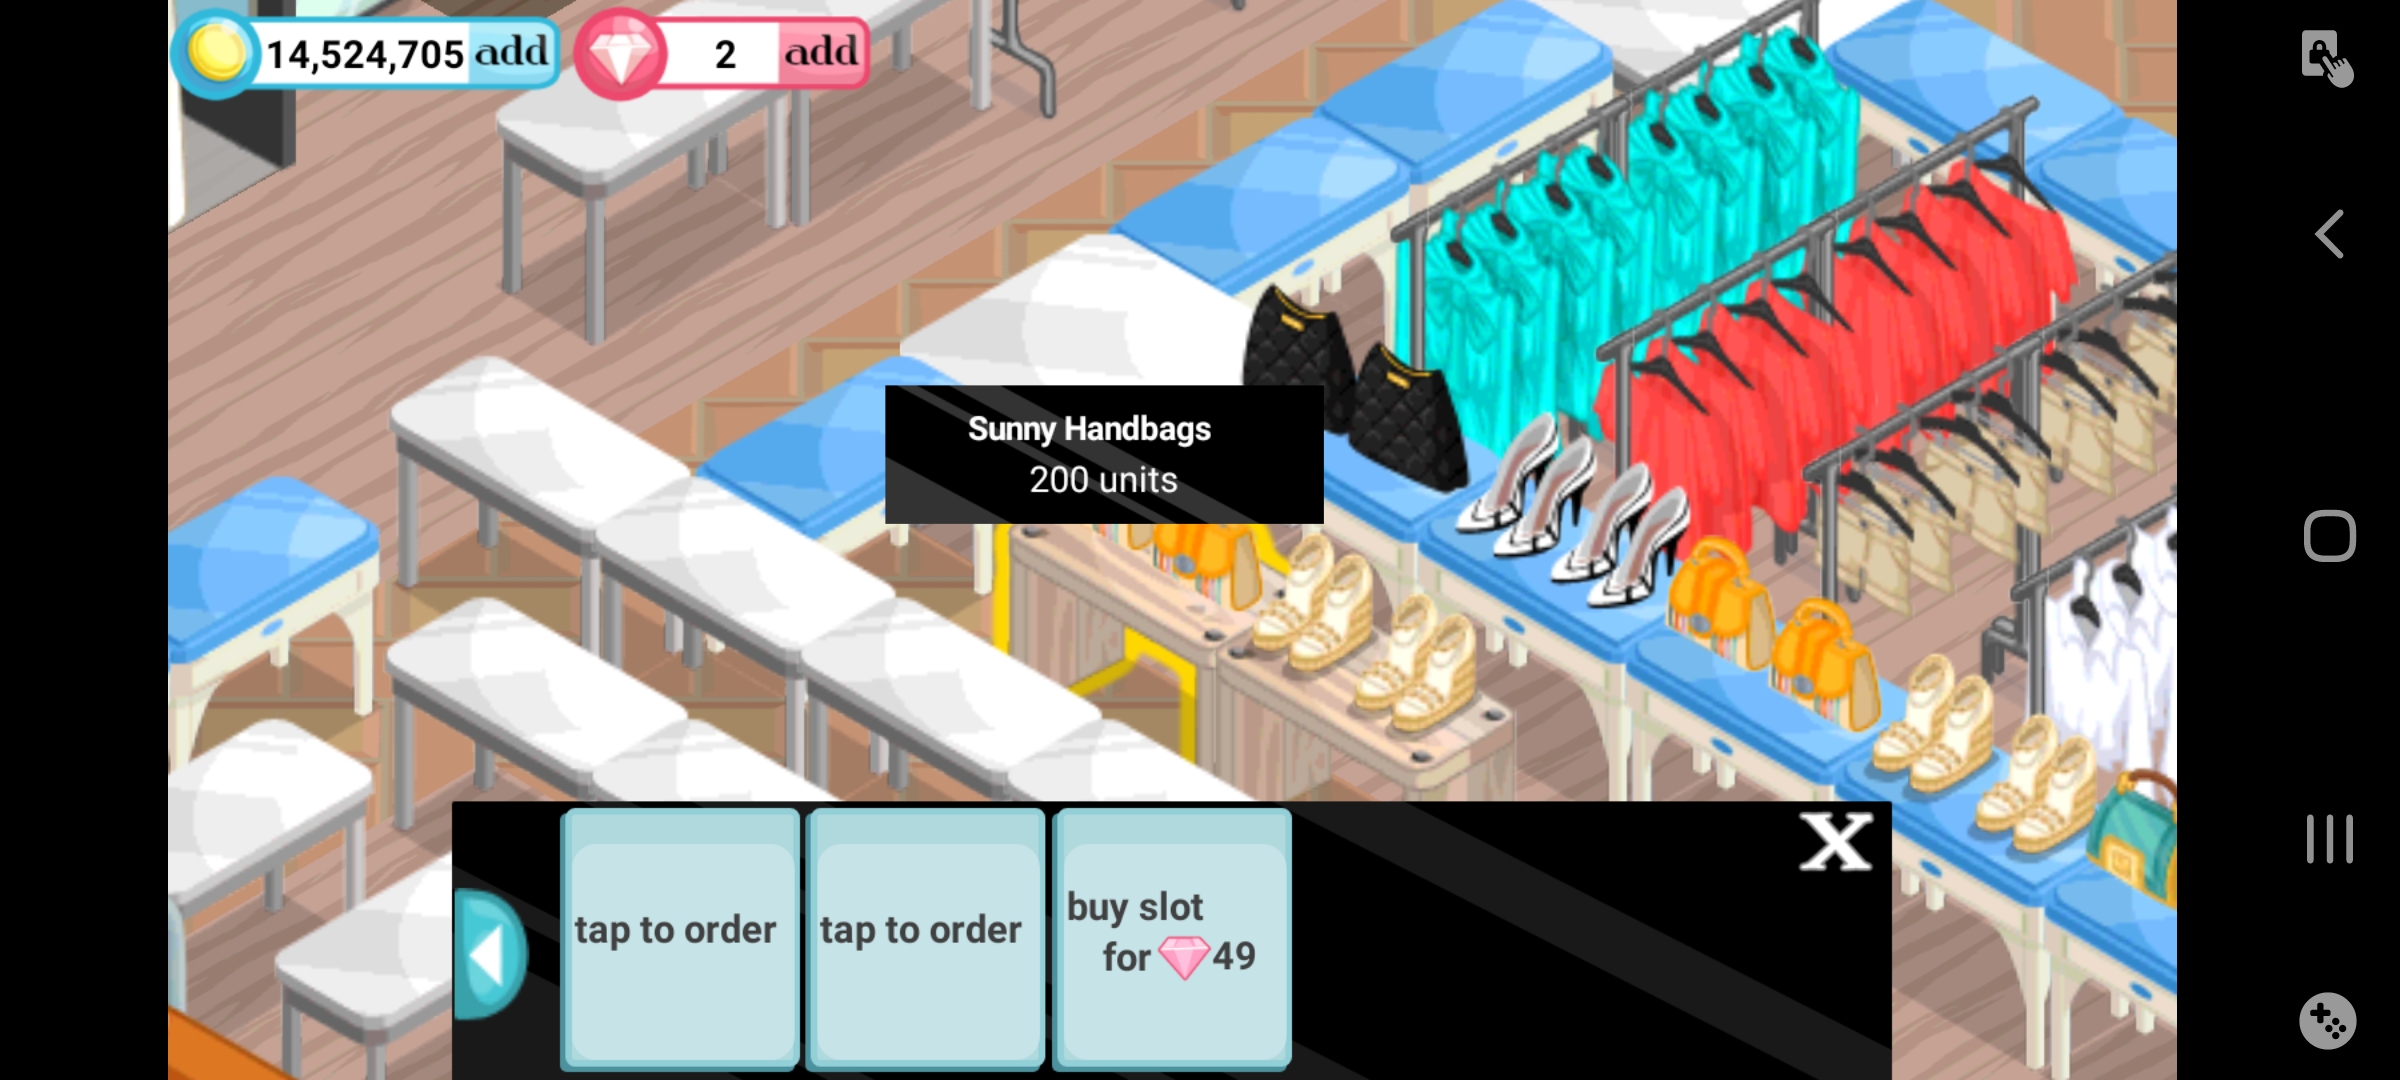 14,524,705 add
2 add
Sunny Handbags
200 units
tap to order
tap to order
buy slot
for 49
X